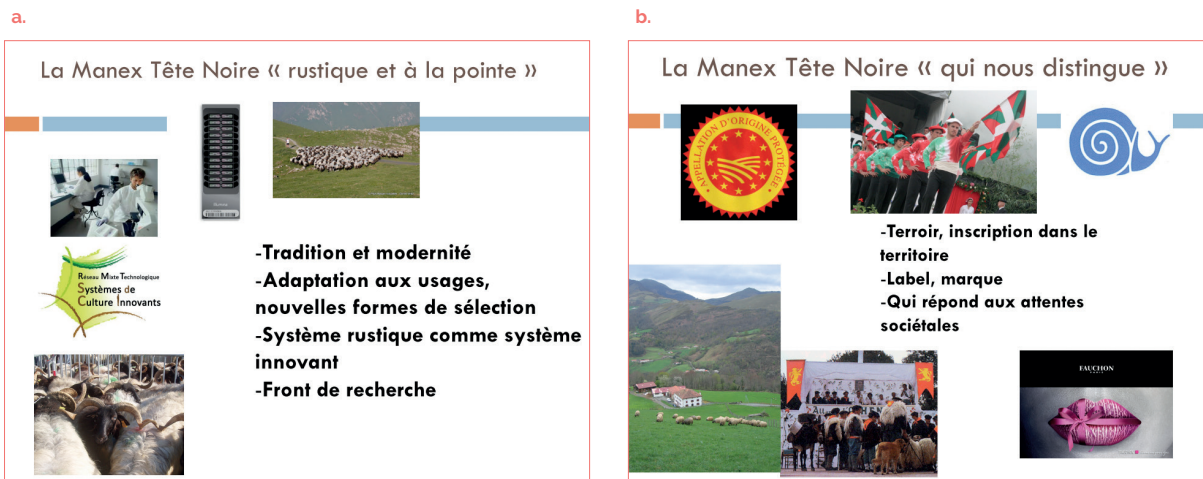 a.
La Manex Tête Noire « rustique et à la pointe »
Réseau Mixte Technologique
Systèmes de
Culture Innovants
-Tradition et modernité
-Adaptation aux usages,
nouvelles formes de sélection
-Système rustique comme système
innovant
-Front de recherche
b.
La Manex Tête Noire « qui nous distingue »
APPELLATION D'ORIGINE PROTÉGÉE
-Terroir, inscription dans le
territoire
-Label, marque
-Qui répond aux attentes
sociétales
FAUCHON
PARIS